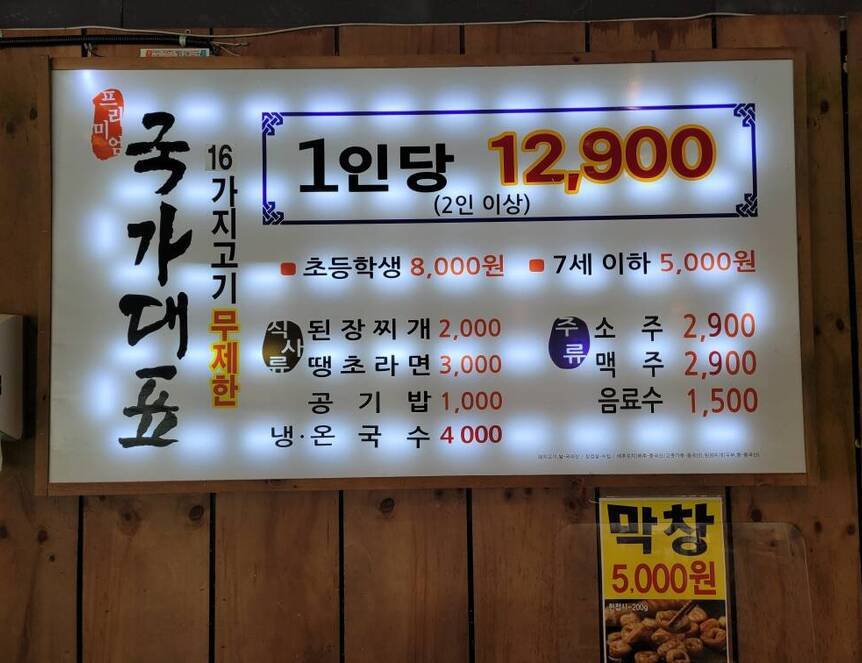 프리미엄
국가대표
16가지고기 무제한
1인당 12,900
(2인 이상)
초등학생 8,000원
7세 이하 5,000원
식사류
된장찌개 2,000
땡초라면 3,000
공기밥 1,000
냉·온국수 4 000
주류
소주 2,900
맥주 2,900
음료수 1,500
막창
5,000원